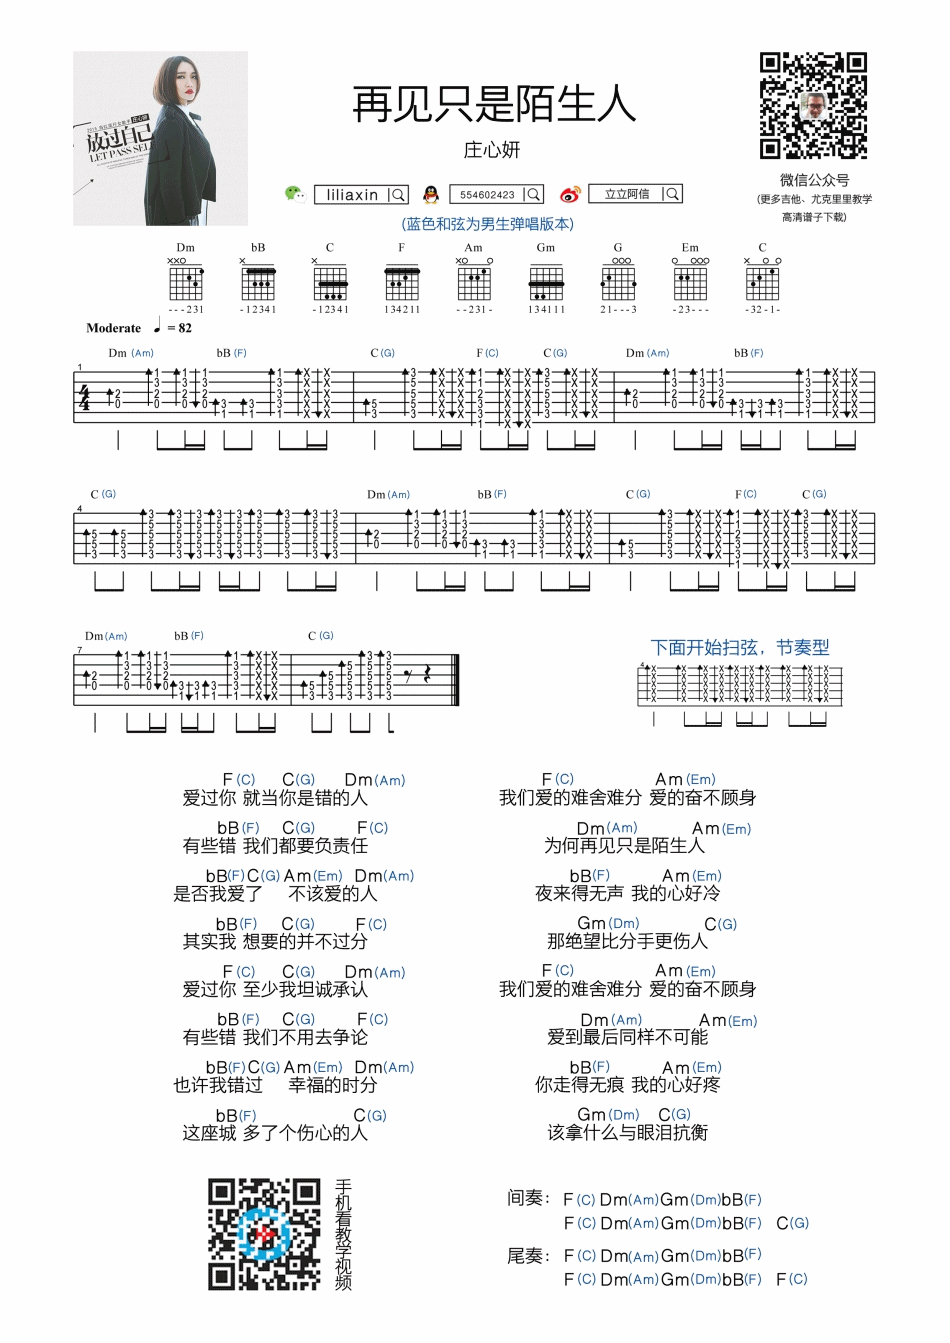 再见只是陌生人
庄心妍
放过自己
LET PASS SELF
liliaxin
554602423
立立阿信
微信公众号
(更多吉他、尤克里里教学
高清谱子下载)
(蓝色和弦为男生弹唱版本)
Dm bB C F Am Gm G Em C
---231 -12341 -12341 134211 --231- 134111 21---3 -23--- -32-1-
Moderate ♩ = 82
Dm (Am) bB (F) C (G) F (C) C (G) Dm (Am) bB (F)
C (G) Dm (Am) bB (F) C (G) F (C) C (G)
Dm (Am) bB (F) C (G)
下面开始扫弦，节奏型
F (C) C (G) Dm (Am)
爱过你 就当你是错的人
bB (F) C (G) F (C)
有些错 我们都要负责任
bB (F) C (G) Am (Em) Dm (Am)
是否我爱了 不该爱的人
bB (F) C (G) F (C)
其实我 想要的并不过分
F (C) C (G) Dm (Am)
爱过你 至少我坦诚承认
bB (F) C (G) F (C)
有些错 我们不用去争论
bB (F) C (G) Am (Em) Dm (Am)
也许我错过 幸福的时分
bB (F) C (G)
这座城 多了个伤心的人
F (C) Am (Em)
我们爱的难舍难分 爱的奋不顾身
Dm (Am) Am (Em)
为何再见只是陌生人
bB (F) Am (Em)
夜来得无声 我的心好冷
Gm (Dm) C (G)
那绝望比分手更伤人
F (C) Am (Em)
我们爱的难舍难分 爱的奋不顾身
Dm (Am) Am (Em)
爱到最后同样不可能
bB (F) Am (Em)
你走得无痕 我的心好疼
Gm (Dm) C (G)
该拿什么与眼泪抗衡
手机看教学视频
间奏： F (C) Dm (Am) Gm (Dm) bB (F)
F (C) Dm (Am) Gm (Dm) bB (F) C (G)
尾奏： F (C) Dm (Am) Gm (Dm) bB (F)
F (C) Dm (Am) Gm (Dm) bB (F) F (C)